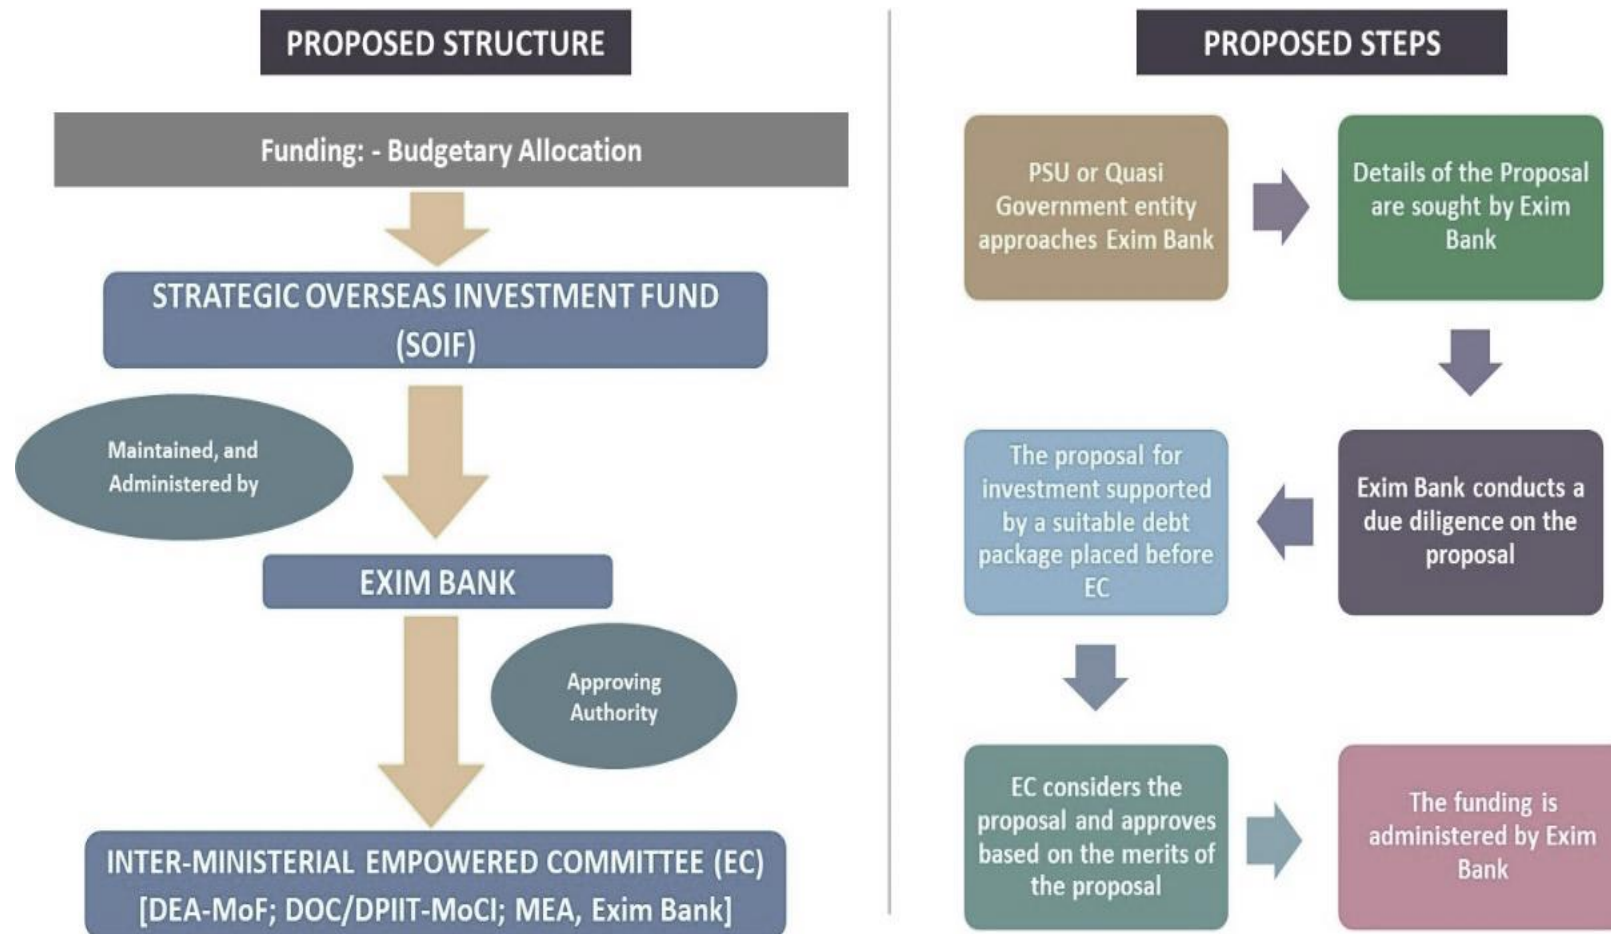 PROPOSED STRUCTURE
Funding: - Budgetary Allocation
STRATEGIC OVERSEAS INVESTMENT FUND
(SOIF)
Maintained, and
Administered by
EXIM BANK
Approving
Authority
INTER-MINISTERIAL EMPOWERED COMMITTEE (EC)
[DEA-MoF; DOC/DPIIT-MoCI; MEA, Exim Bank]
PROPOSED STEPS
PSU or Quasi
Government entity
approaches Exim Bank
Details of the Proposal
are sought by Exim
Bank
Exim Bank conducts a
due diligence on the
proposal
The proposal for
investment supported
by a suitable debt
package placed before
EC
EC considers the
proposal and approves
based on the merits of
the proposal
The funding is
administered by Exim
Bank